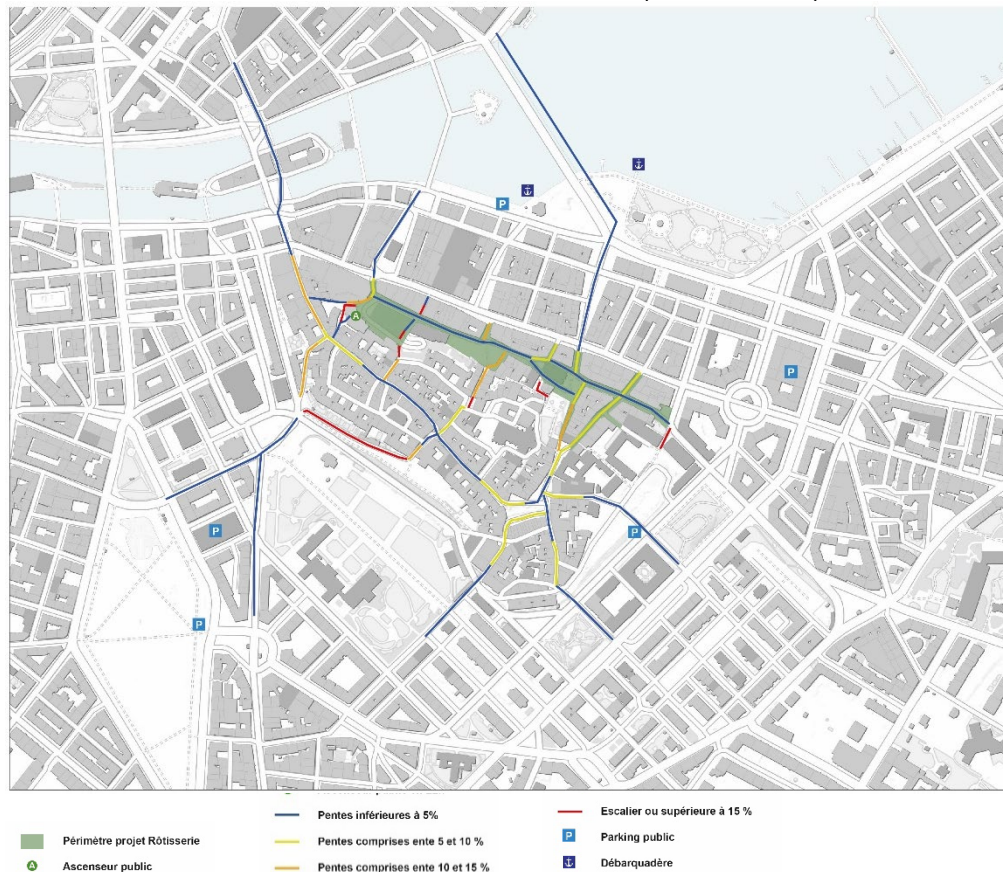 P
P
A
P
P
P
Périmètre projet Rôtisserie
A Ascenseur public
Pentes inférieures à 5%
Pentes comprises ente 5 et 10 %
Pentes comprises ente 10 et 15 %
Escalier ou supérieure à 15 %
P Parking public
Débarquadère